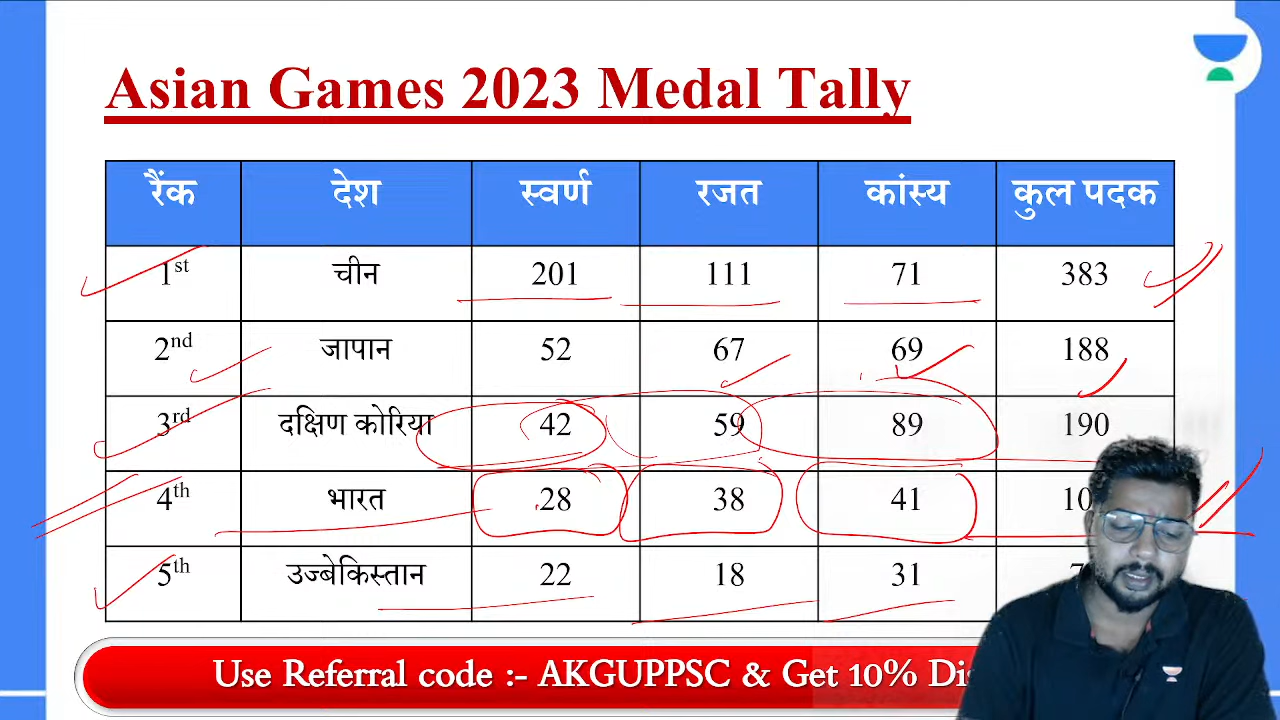 Asian Games 2023 Medal Tally
रैंक देश स्वर्ण रजत कांस्य कुल पदक
1st चीन 201 111 71 383
2nd जापान 52 67 69 188
3rd दक्षिण कोरिया 42 59 89 190
4th भारत 28 38 41
5th उज्बेकिस्तान 22 18 31
Use Referral code :- AKGUPPSC & Get 10%